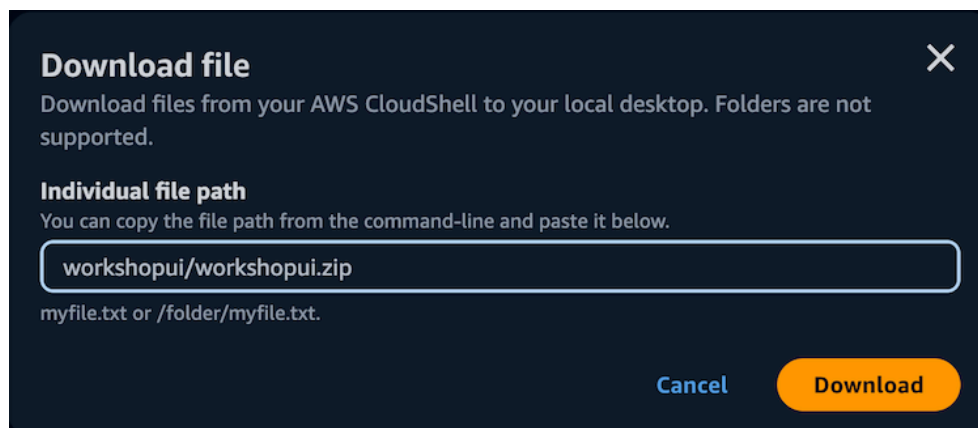 Download file
Download files from your AWS CloudShell to your local desktop. Folders are not
supported.
Individual file path
You can copy the file path from the command-line and paste it below.
workshopui/workshopui.zip
myfile.txt or /folder/myfile.txt.
Cancel
Download